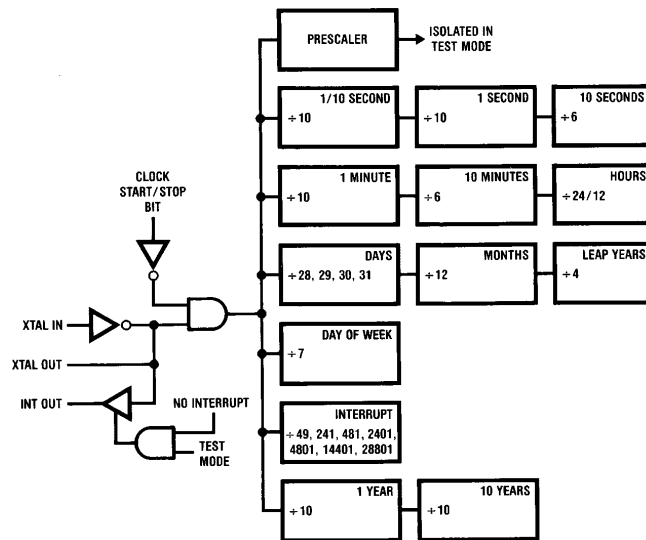 PRESCALER
ISOLATED IN
TEST MODE
1/10 SECOND
÷10
1 SECOND
÷10
10 SECONDS
÷6
CLOCK
START/STOP
BIT
1 MINUTE
÷10
10 MINUTES
÷6
HOURS
÷24/12
DAYS
÷28, 29, 30, 31
MONTHS
÷12
LEAP YEARS
÷4
XTAL IN
XTAL OUT
INT OUT
NO INTERRUPT
TEST
MODE
DAY OF WEEK
÷7
INTERRUPT
÷49, 241, 481, 2401,
4801, 14401, 28801
1 YEAR
÷10
10 YEARS
÷10